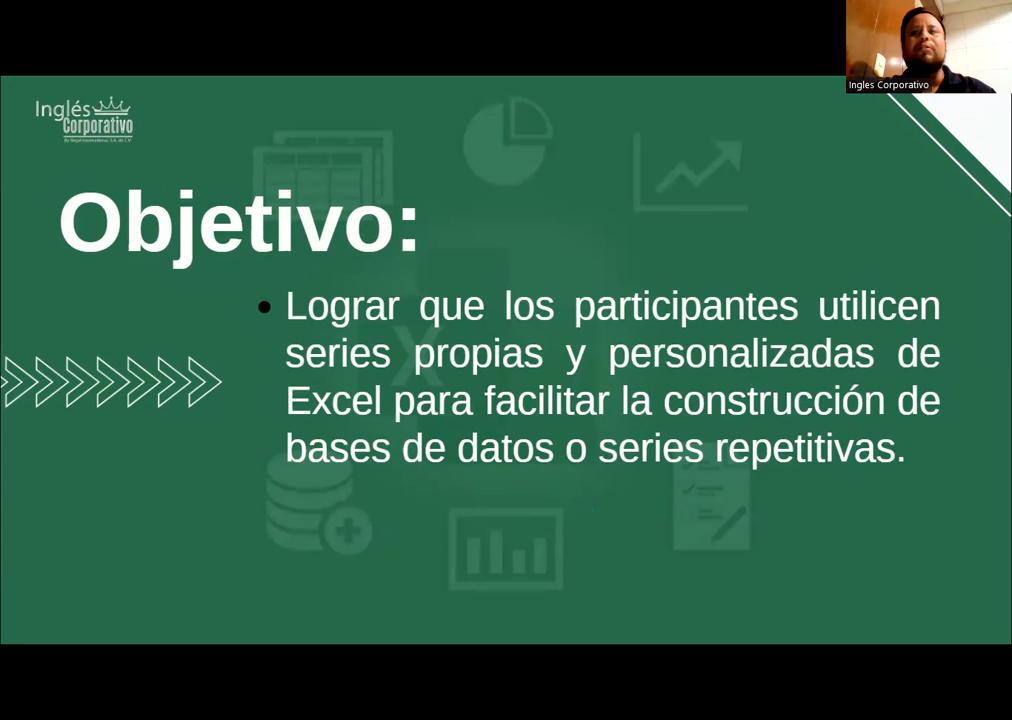 Ingles Corporativo
Inglés
Corporativo
Objetivo:
Lograr que los participantes utilicen
series propias y personalizadas de
Excel para facilitar la construcción de
bases de datos o series repetitivas.
X